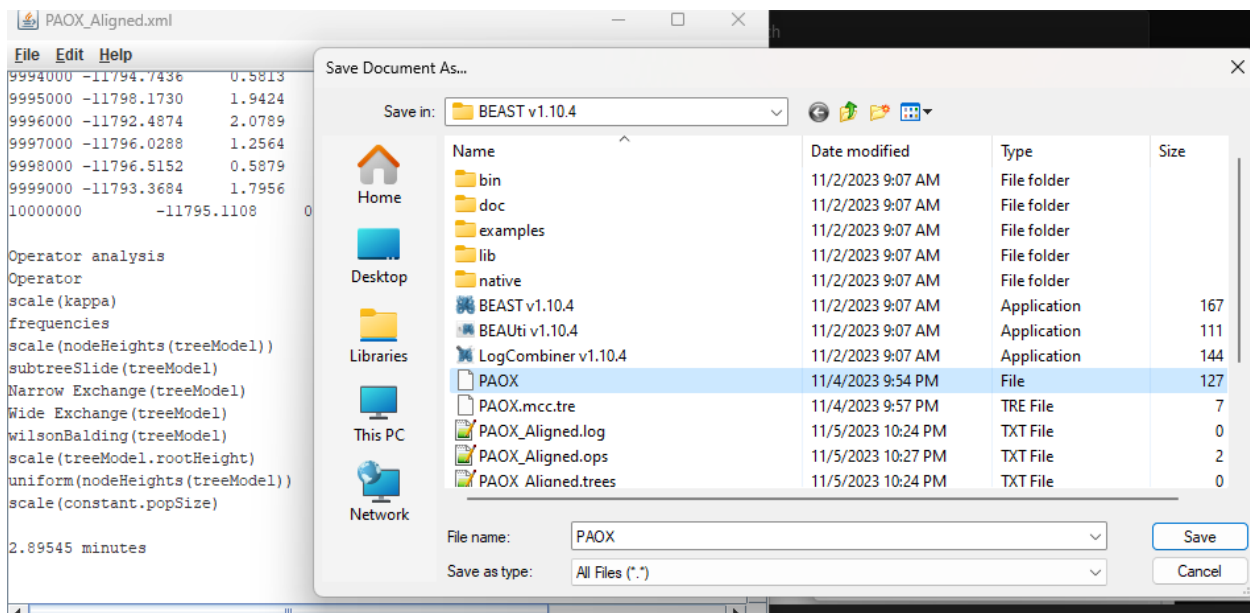 PAOX_Aligned.xml
File Edit Help
9994000 -11794.7436 0.5813
9995000 -11798.1730 1.9424
9996000 -11792.4874 2.0789
9997000 -11796.0288 1.2564
9998000 -11796.5152 0.5879
9999000 -11793.3684 1.7956
10000000 -11795.1108 0
Operator analysis
Operator
scale(kappa)
frequencies
scale(nodeHeights(treeModel))
subtreeSlide(treeModel)
Narrow Exchange(treeModel)
Wide Exchange(treeModel)
wilsonBalding(treeModel)
scale(treeModel.rootHeight)
uniform(nodeHeights(treeModel))
scale(constant.popSize)
2.89545 minutes
Save Document As...
Save in: BEAST v1.10.4
Home
Desktop
Libraries
This PC
Network
Name Date modified Type Size
bin 11/2/2023 9:07 AM File folder
doc 11/2/2023 9:07 AM File folder
examples 11/2/2023 9:07 AM File folder
lib 11/2/2023 9:07 AM File folder
native 11/2/2023 9:07 AM File folder
BEAST v1.10.4 11/2/2023 9:07 AM Application 167
BEAUti v1.10.4 11/2/2023 9:07 AM Application 111
LogCombiner v1.10.4 11/2/2023 9:07 AM Application 144
PAOX 11/4/2023 9:54 PM File 127
PAOX.mcc.tre 11/4/2023 9:57 PM TRE File 7
PAOX_Aligned.log 11/5/2023 10:24 PM TXT File 0
PAOX_Aligned.ops 11/5/2023 10:27 PM TXT File 2
PAOX_Aligned.trees 11/5/2023 10:24 PM TXT File 0
File name: PAOX
Save
Save as type: All Files (*.*)
Cancel